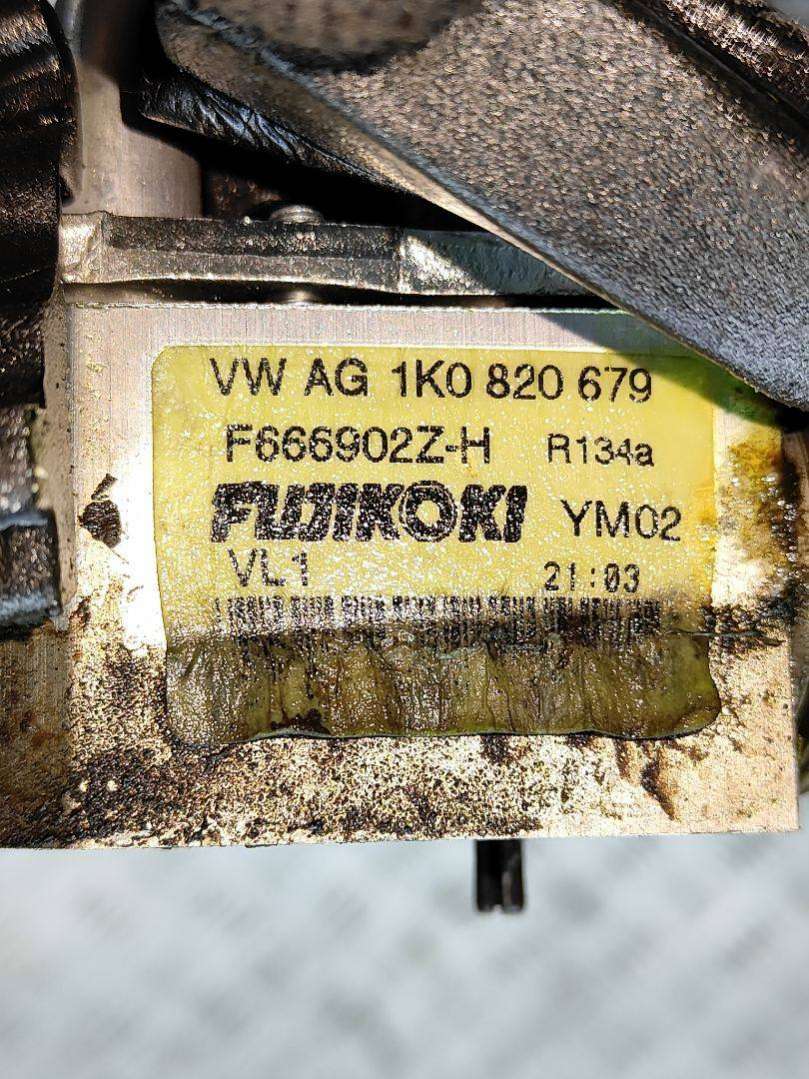 VW AG 1K0 820 679
F666902Z-H R134a
FUJIKOKI YM02
VL1 21:03